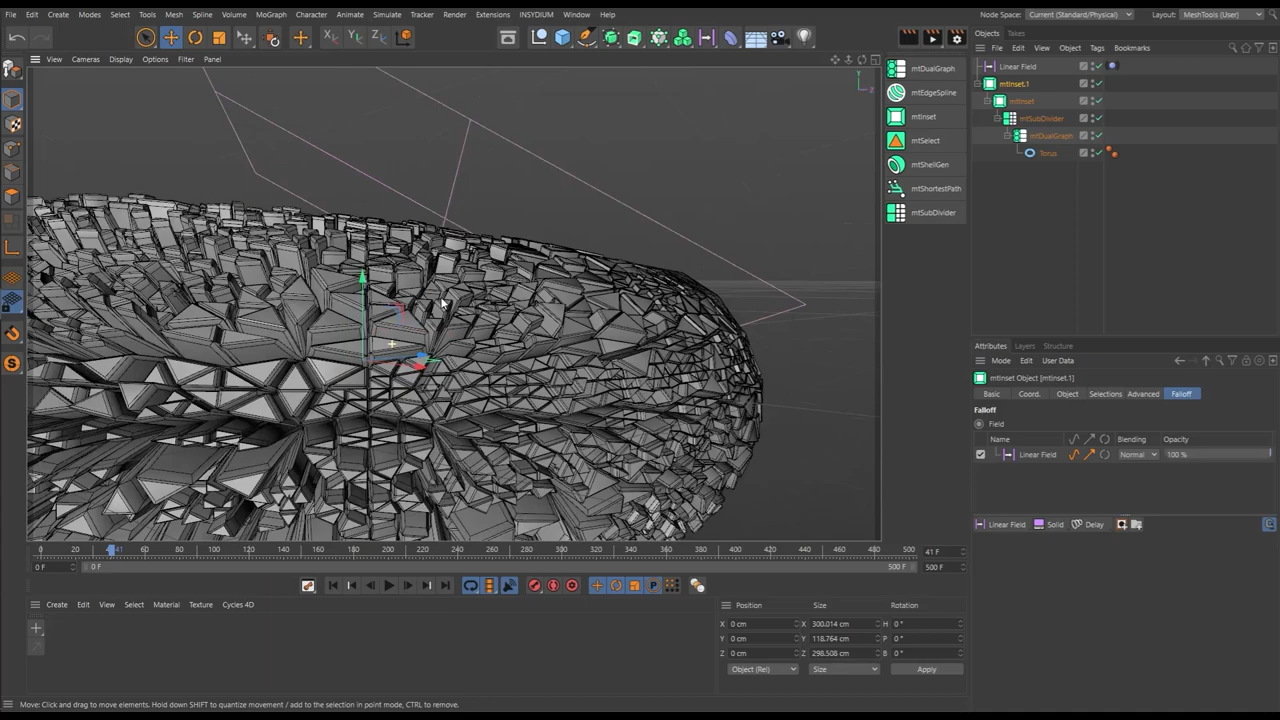 File Edit Create Modes Select Tools Mesh Spline Volume MoGraph Character Animate Simulate Tracker Render Extensions INSYDIUM Window Help
Node Space: Current (Standard/Physical) Layout: MeshTools (User)
Objects Takes
File Edit View Object Tags Bookmarks
View Cameras Display Options Filter Panel
Linear Field
mtInset.1
mtInset
mtSubDivider
mtDualGraph
Torus
mtDualGraph
mtEdgeSpline
mtInset
mtSelect
mtShellGen
mtShortestPath
mtSubDivider
Y
Z
Attributes Layers Structure
Mode Edit User Data
mtInset Object [mtInset.1]
Basic Coord. Object Selections Advanced Falloff
Falloff
Field
Name Blending Opacity
Linear Field Normal 100 %
Linear Field Solid Delay
0 20 41 60 80 100 120 140 160 180 200 220 240 260 280 300 320 340 360 380 400 420 440 460 480 500 41 F
0 F 0 F 500 F 500 F
Create Edit View Select Material Texture Cycles 4D
Position Size Rotation
X 0 cm X 300.014 cm H 0 °
Y 0 cm Y 118.764 cm P 0 °
Z 0 cm Z 298.508 cm B 0 °
Object (Rel) Size Apply
Move: Click and drag to move elements. Hold down SHIFT to quantize movement / add to the selection in point mode, CTRL to remove.